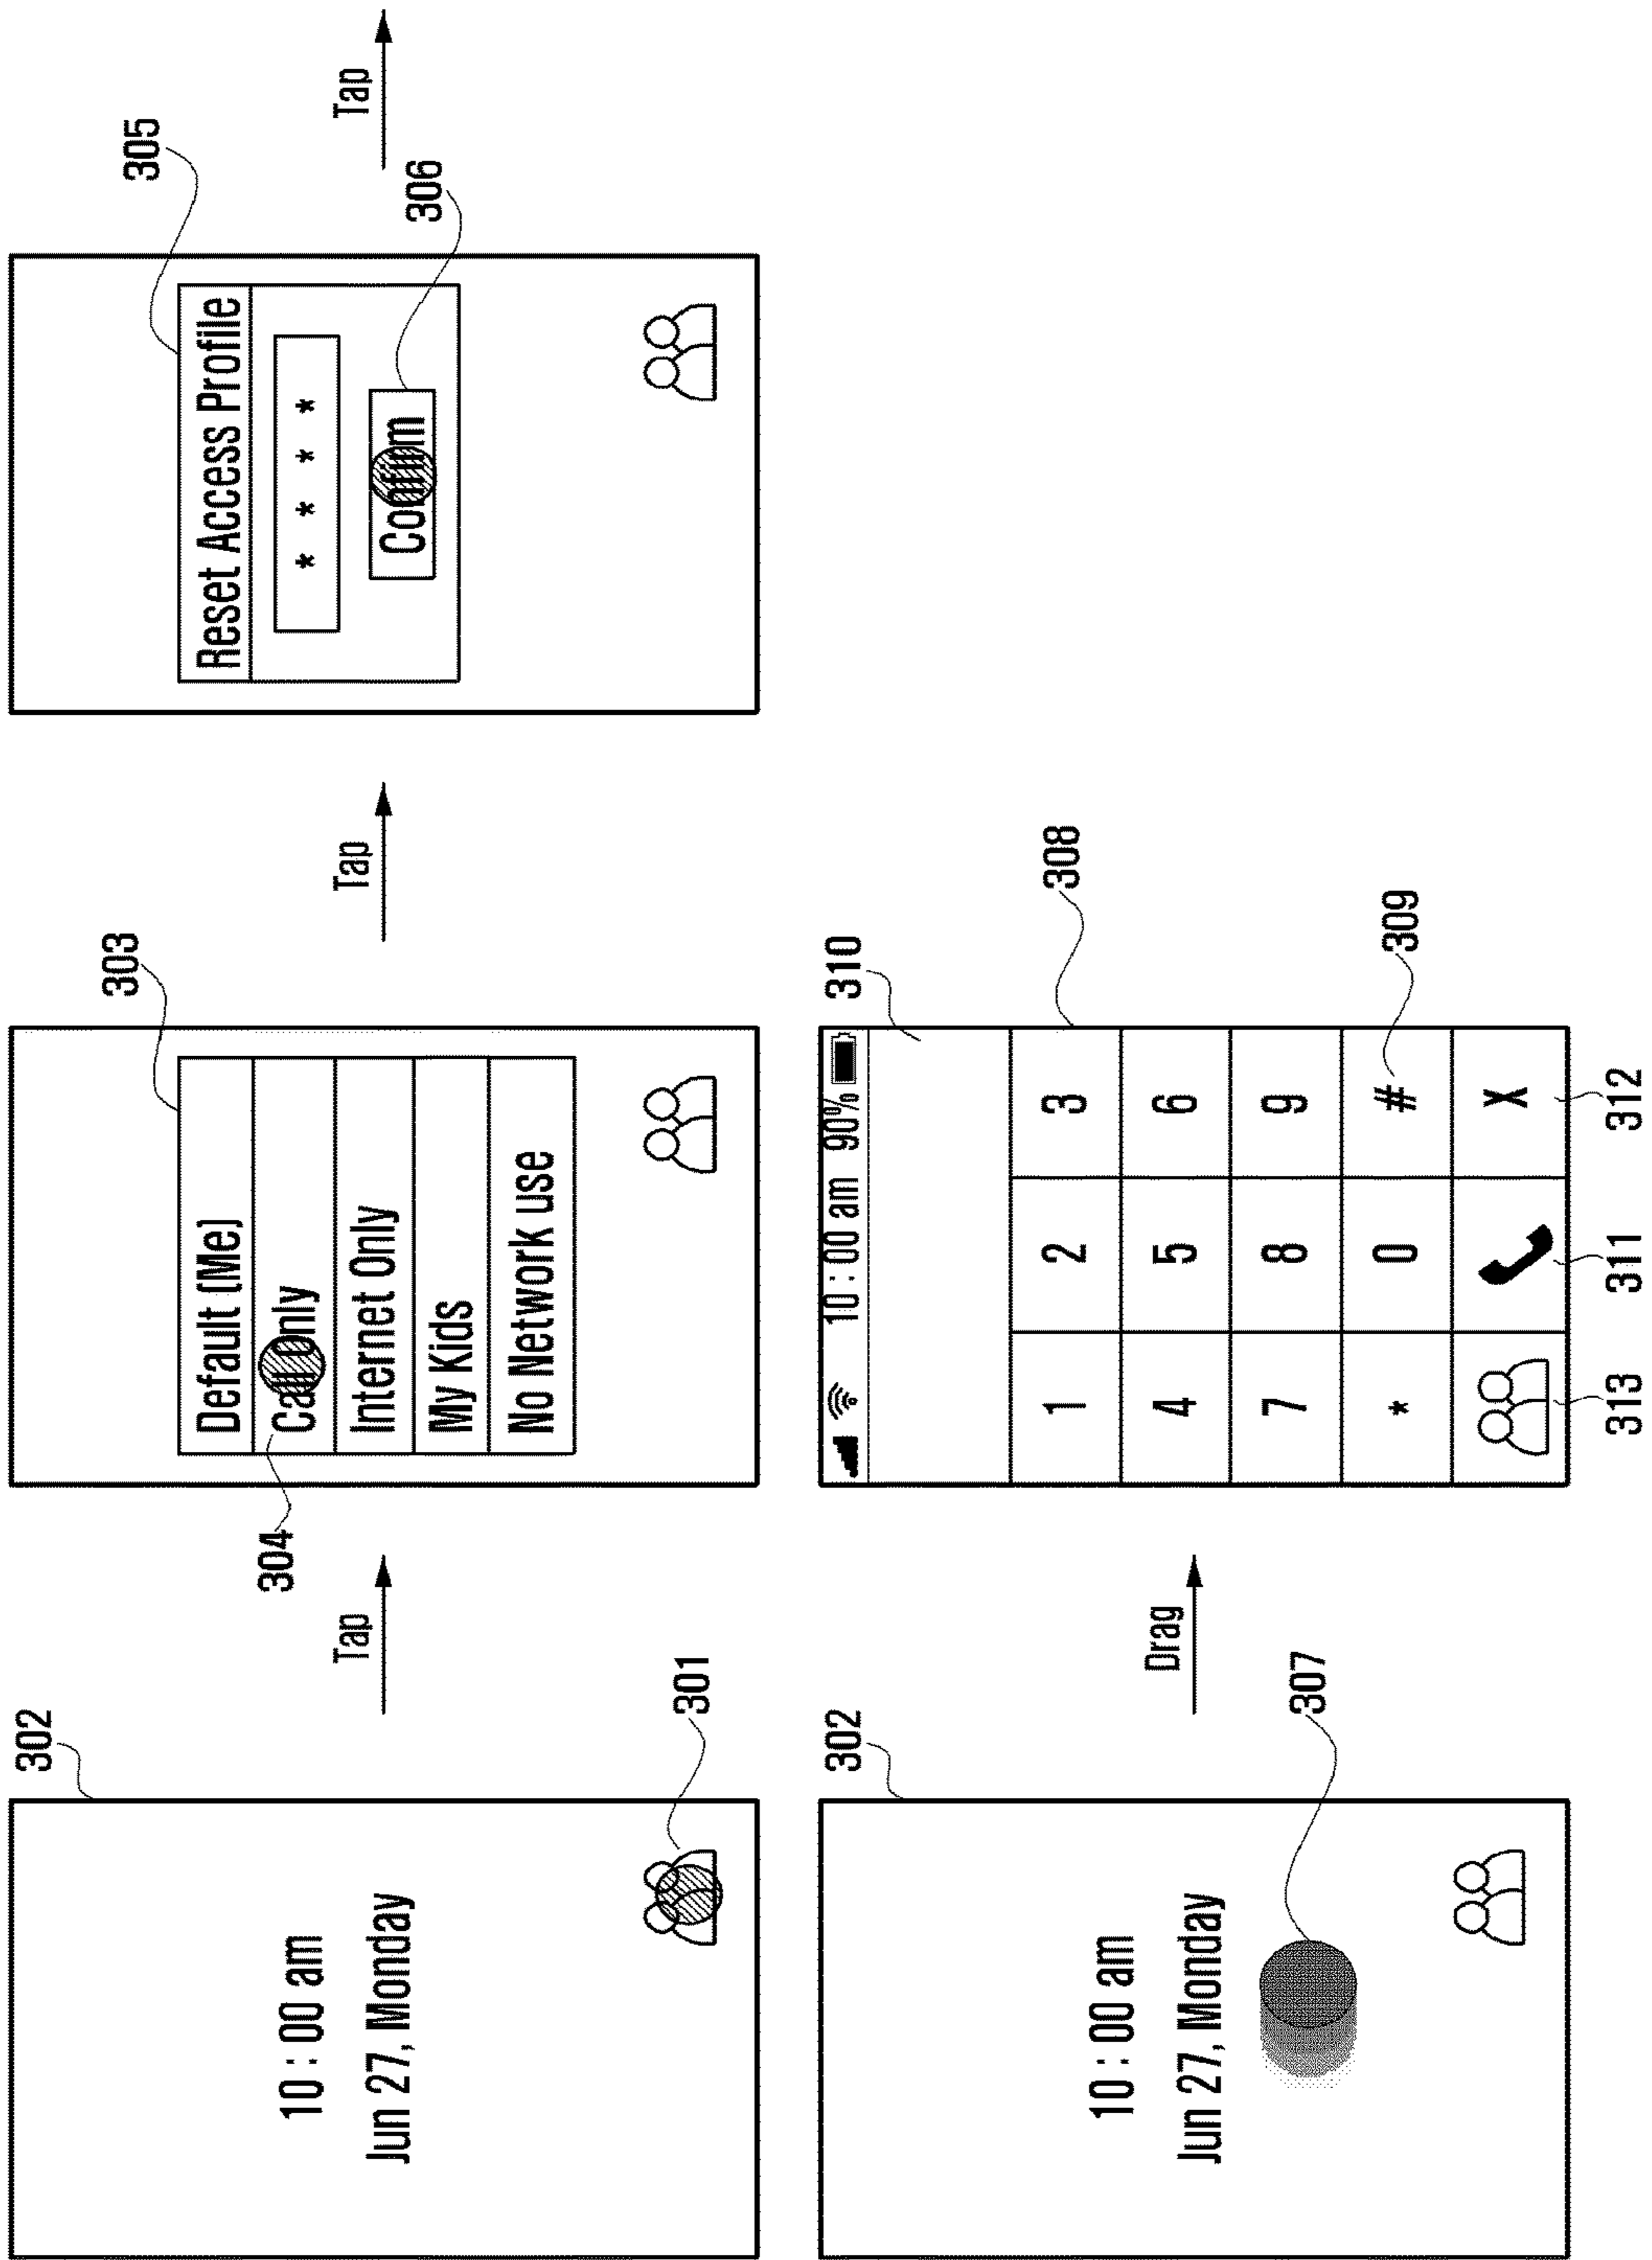 302
10 : 00 am
Jun 27, Monday
301
Tap
303
Default (Me)
304
Call Only
Internet Only
My Kids
No Network use
Tap
305
Reset Access Profile
* * * *
306
Confirm
Tap
302
10 : 00 am
Jun 27, Monday
307
Drag
10 : 00 am 90%
310
308
1 2 3
4 5 6
7 8 9
* 0 #
309
X
313 311 312